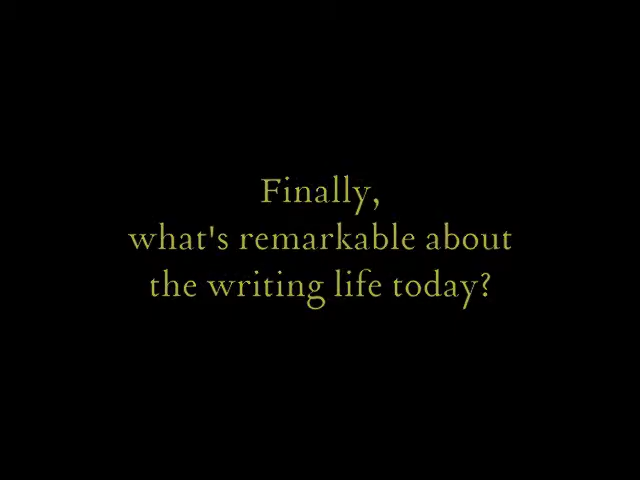 Finally,
what's remarkable about
the writing life today?